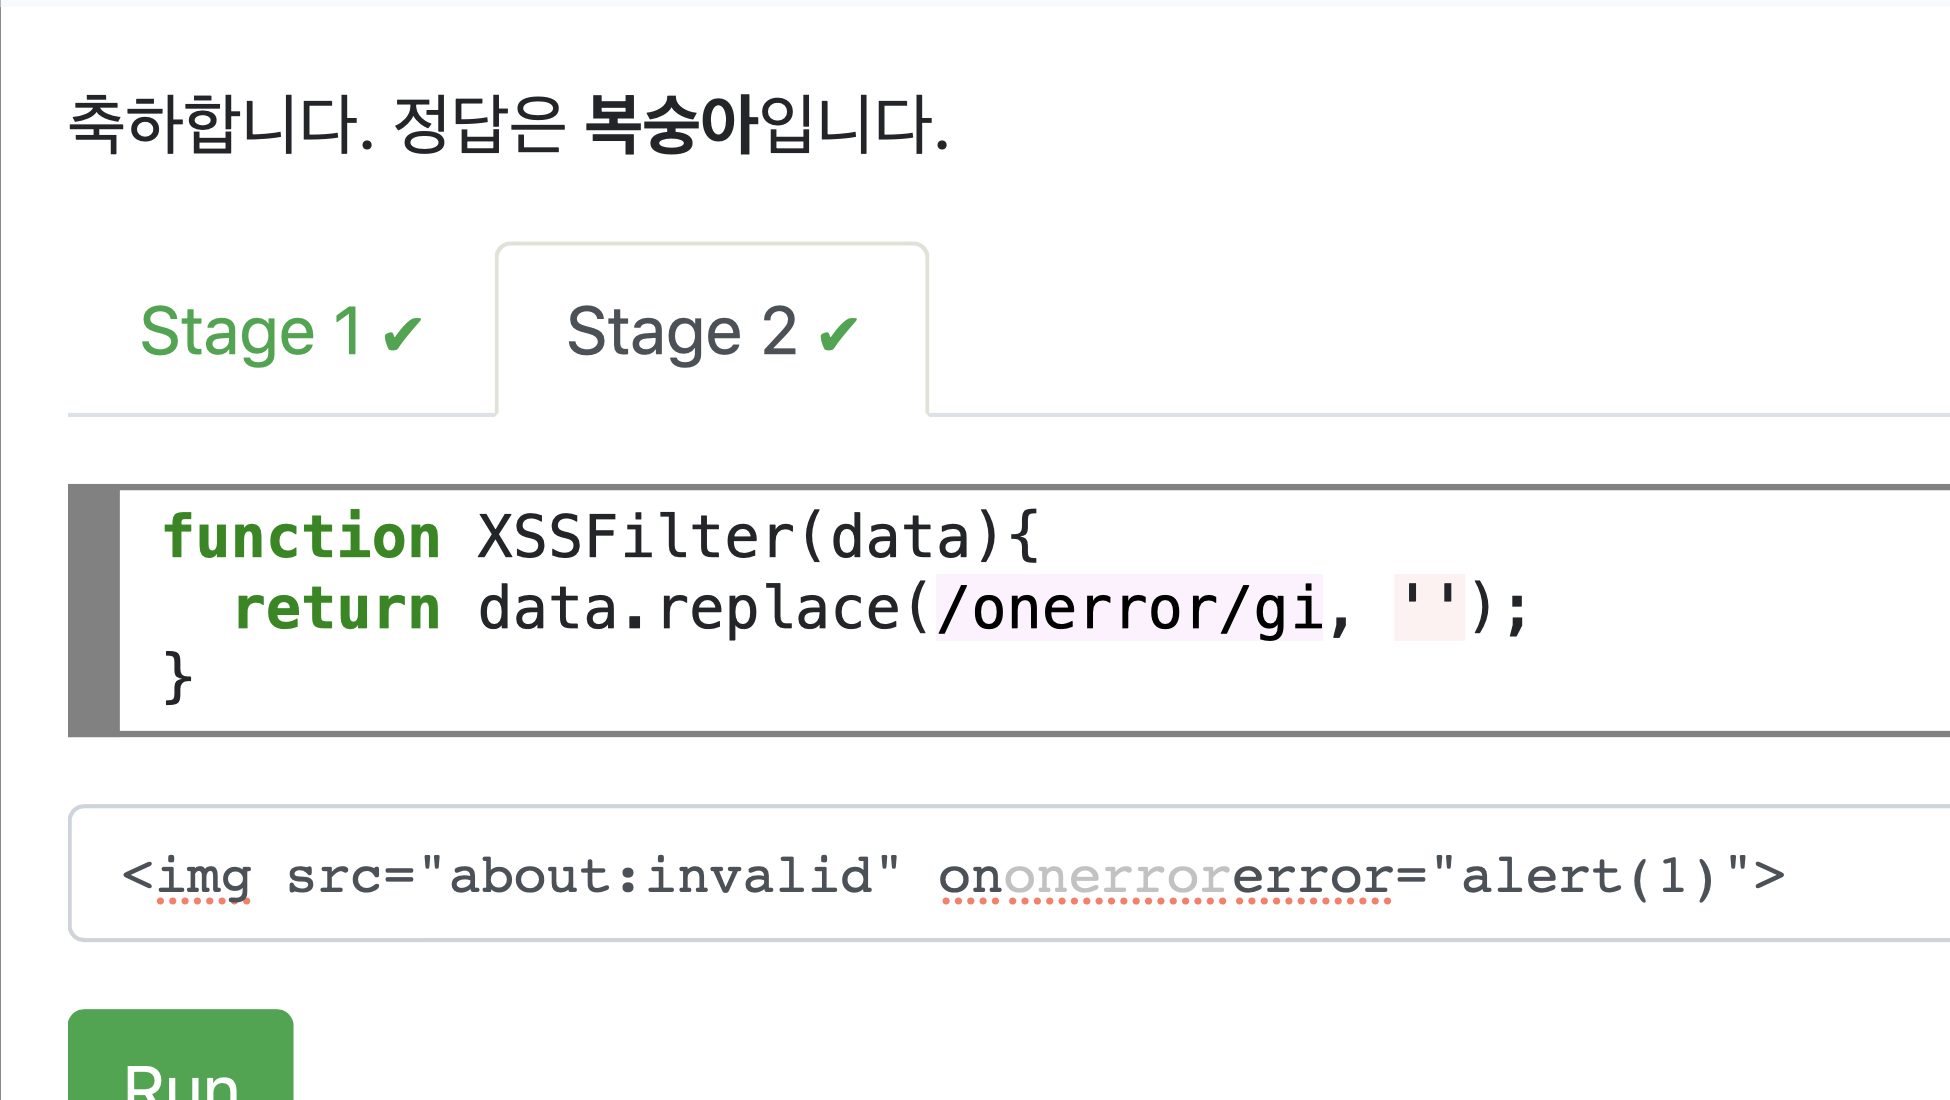 축하합니다. 정답은 복숭아입니다.
Stage 1 ✔ Stage 2 ✔
function XSSFilter(data){
  return data.replace(/onerror/gi, '');
}
<img src="about:invalid" ononerrorerror="alert(1)">
Run